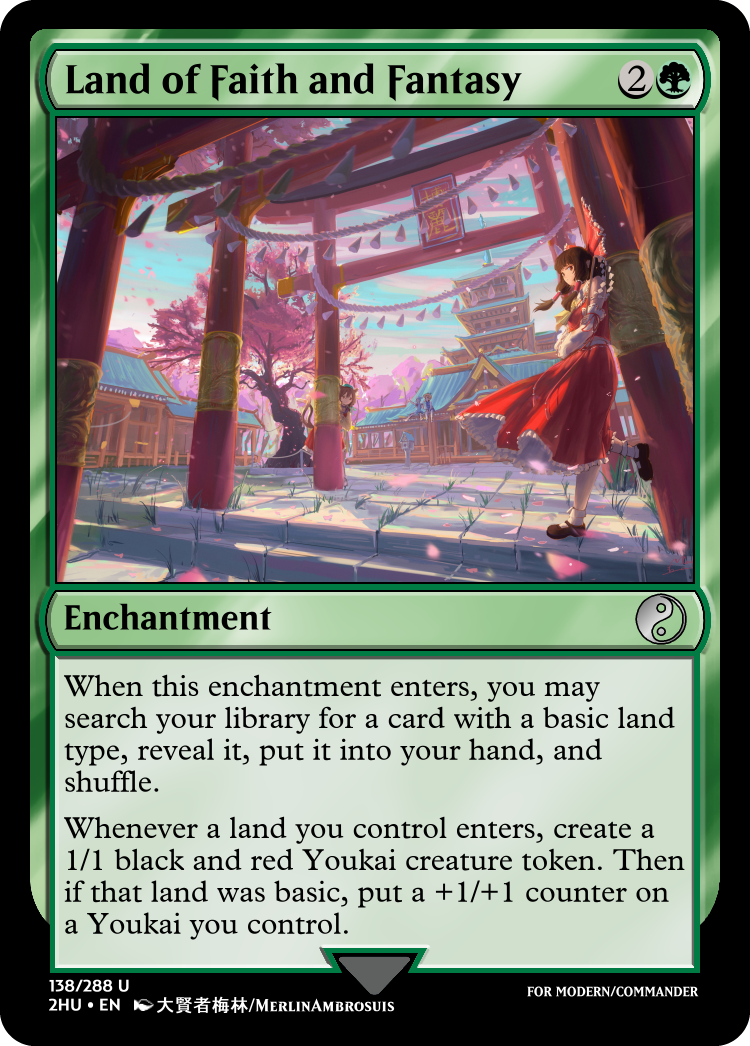 Land of Faith and Fantasy 2
Enchantment
When this enchantment enters, you may
search your library for a card with a basic land
type, reveal it, put it into your hand, and
shuffle.
Whenever a land you control enters, create a
1/1 black and red Youkai creature token. Then
if that land was basic, put a +1/+1 counter on
a Youkai you control.
138/288 U
2HU • EN 大賢者梅林/MerlinAmbrosuis
FOR MODERN/COMMANDER